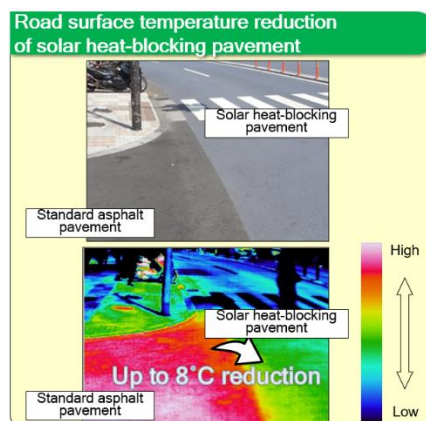 Road surface temperature reduction
of solar heat-blocking pavement
Solar heat-blocking
pavement
Standard asphalt
pavement
High
Solar heat-blocking
pavement
Up to 8°C reduction
Standard asphalt
pavement
Low